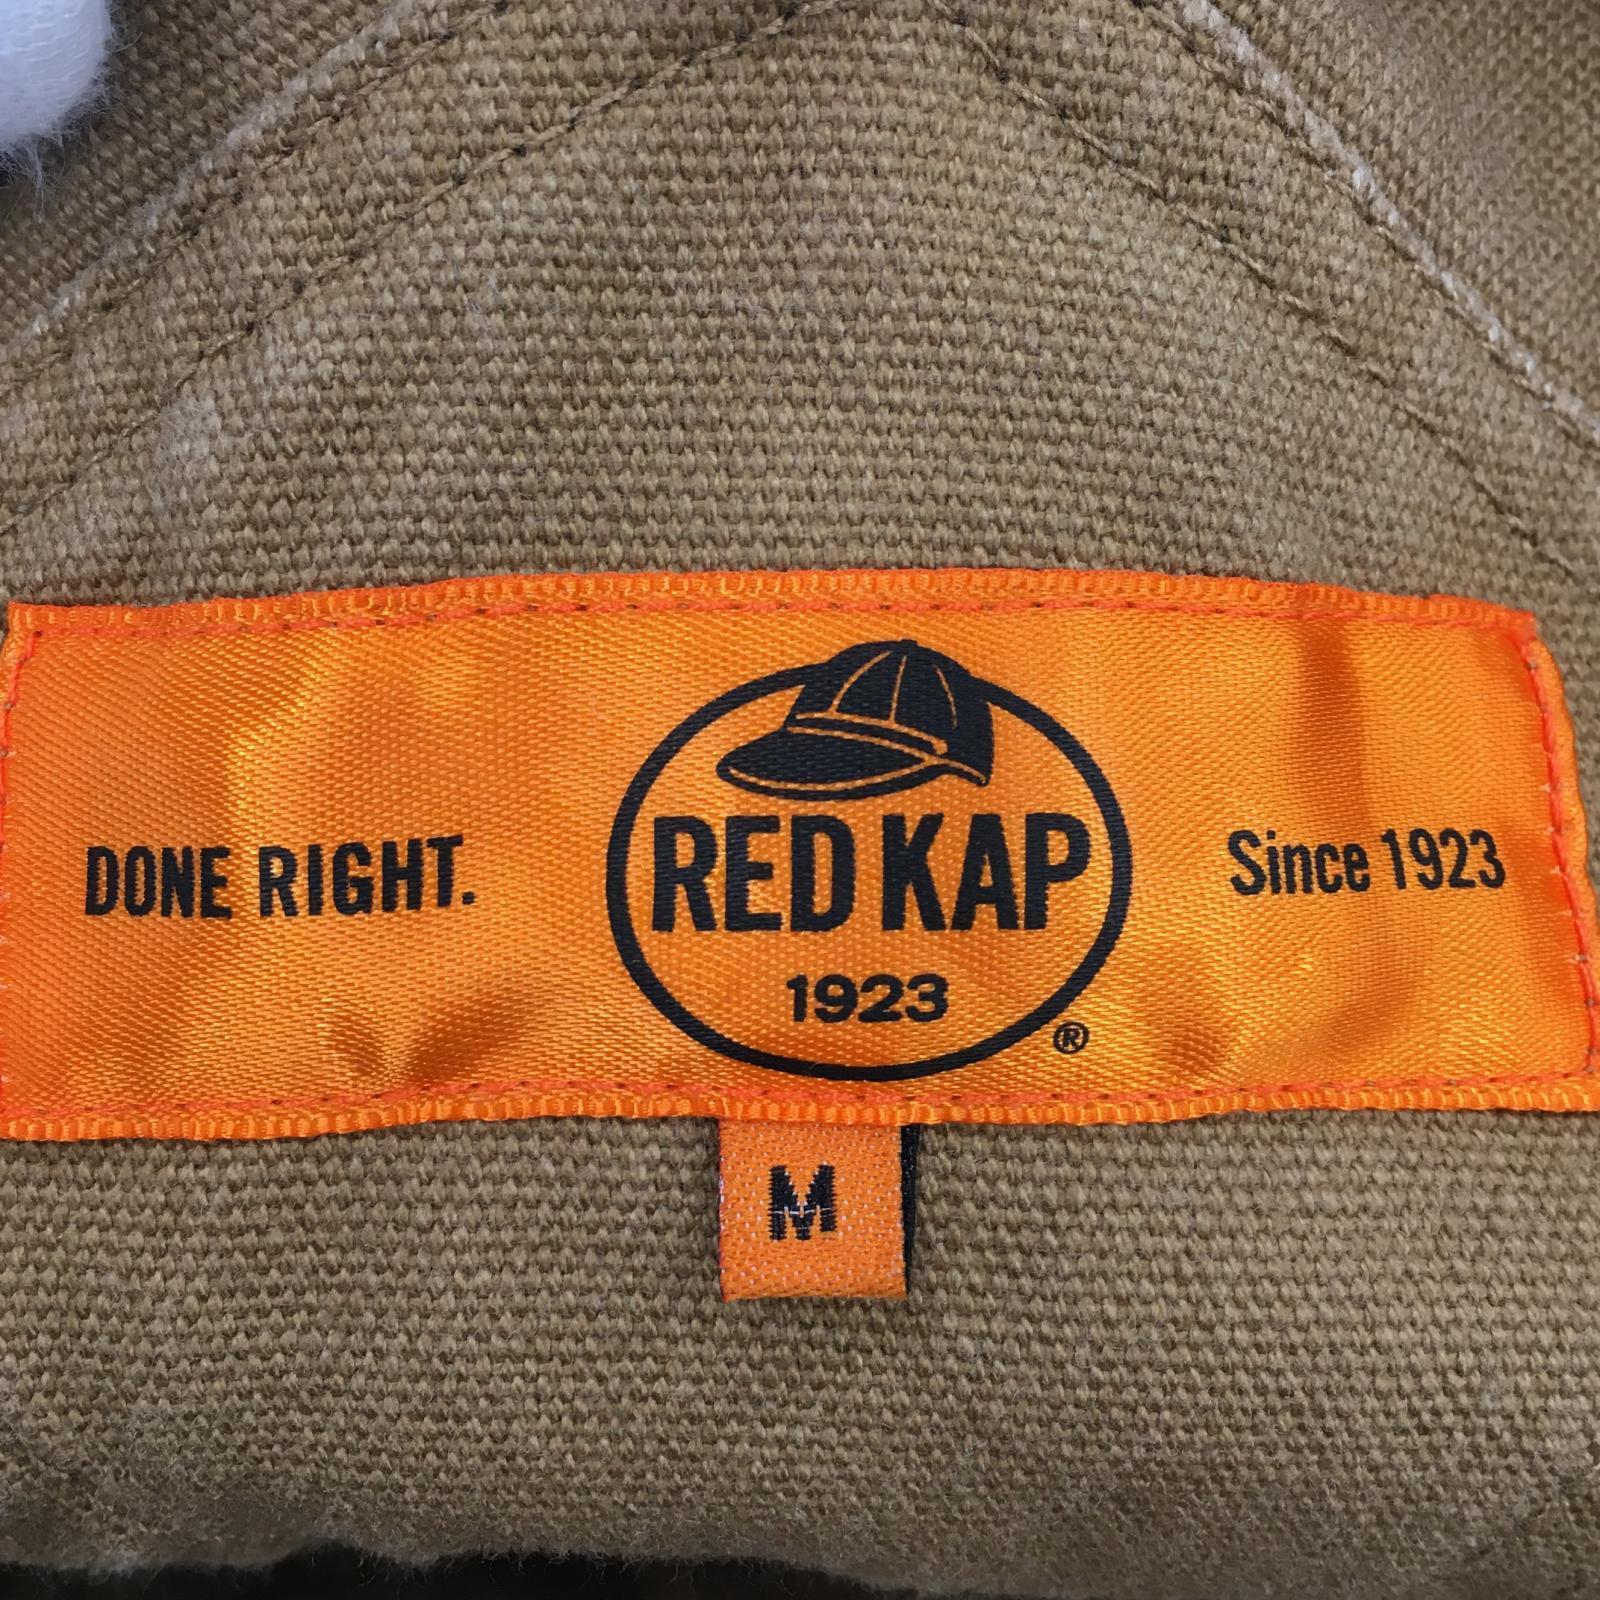 DONE RIGHT.
RED KAP
1923
®
Since 1923
M